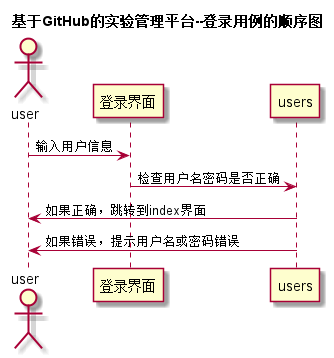 基于GitHub的实验管理平台--登录用例的顺序图
user
登录界面
users
输入用户信息
检查用户名密码是否正确
如果正确，跳转到index界面
如果错误，提示用户名或密码错误
user
登录界面
users